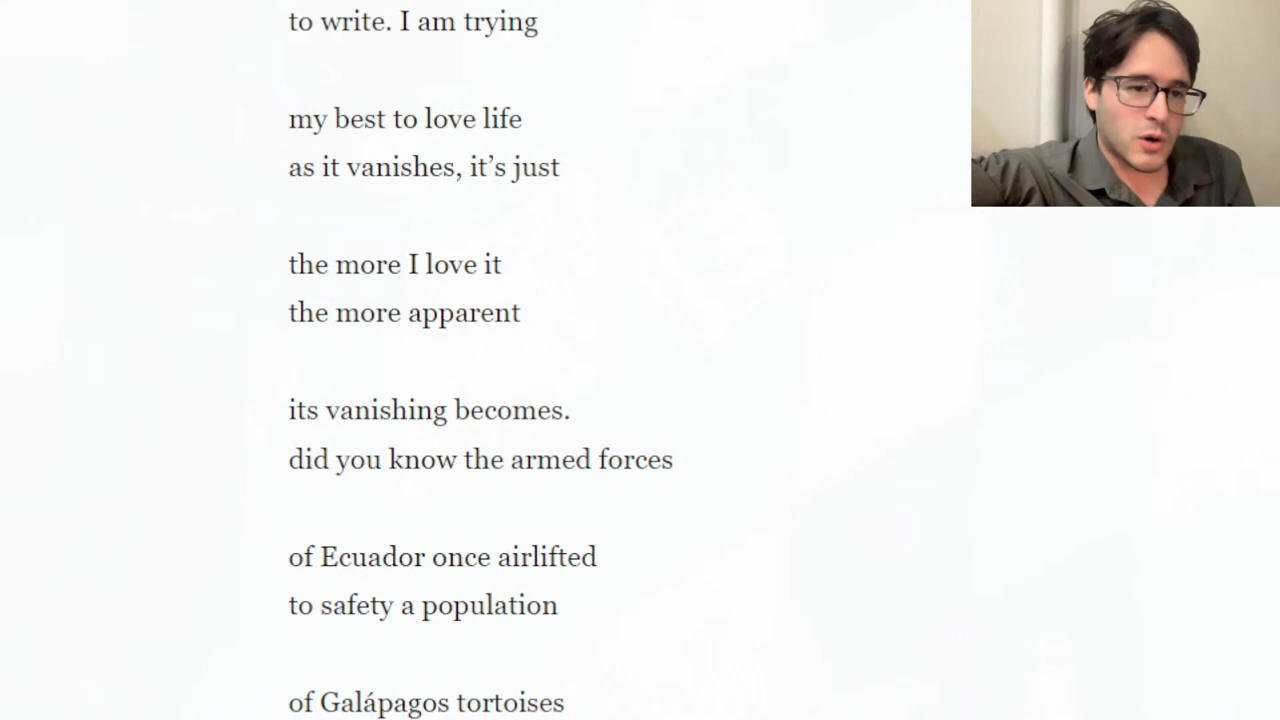 to write. I am trying
my best to love life
as it vanishes, it’s just
the more I love it
the more apparent
its vanishing becomes.
did you know the armed forces
of Ecuador once airlifted
to safety a population
of Galápagos tortoises